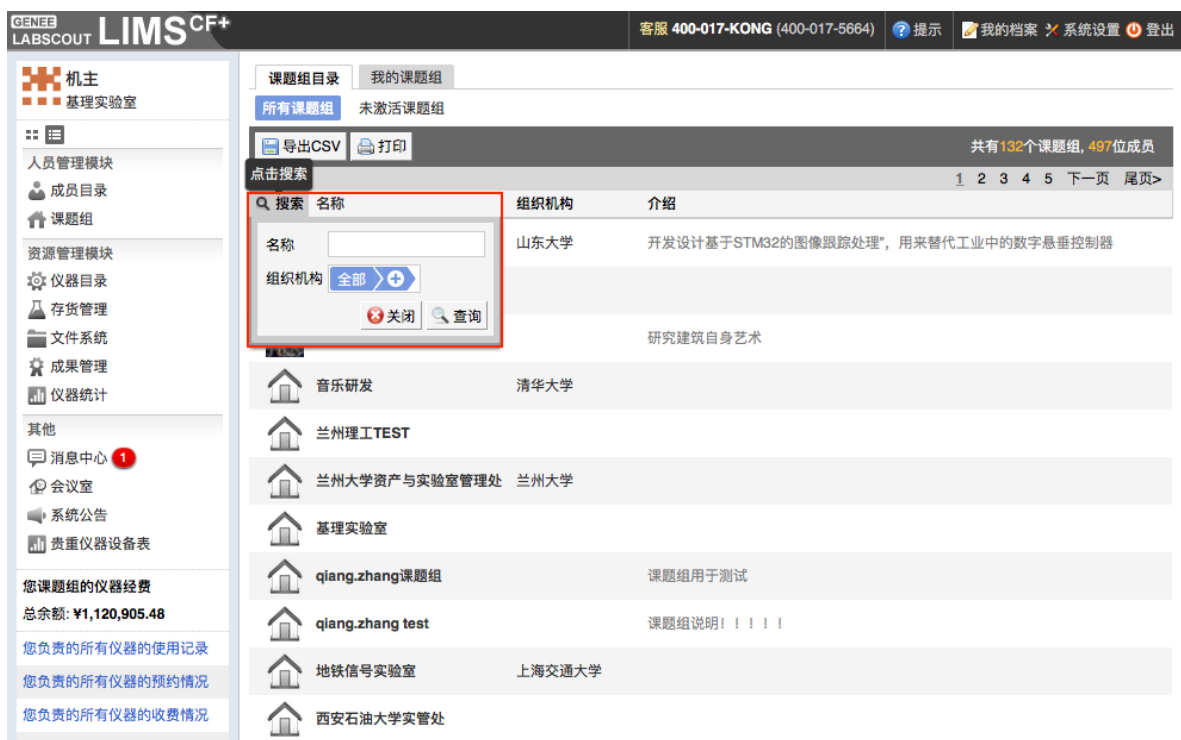 GENEE
LABSCOUT LIMS CF+
客服 400-017-KONG (400-017-5664) 提示 我的档案 系统设置 登出
机主
基理实验室
人员管理模块
成员目录
课题组
资源管理模块
仪器目录
存货管理
文件系统
成果管理
仪器统计
其他
消息中心 1
会议室
系统公告
贵重仪器设备表
您课题组的仪器经费
总余额: ¥1,120,905.48
您负责的所有仪器的使用记录
您负责的所有仪器的预约情况
您负责的所有仪器的收费情况
课题组目录 我的课题组
所有课题组 未激活课题组
导出CSV 打印 共有132个课题组, 497位成员
点击搜索
1 2 3 4 5 下一页 尾页>
搜索 名称 组织机构 介绍
名称
组织机构 全部
关闭 查询
山东大学 开发设计基于STM32的图像跟踪处理”，用来替代工业中的数字悬垂控制器
研究建筑自身艺术
音乐研发 清华大学
兰州理工TEST
兰州大学资产与实验室管理处 兰州大学
基理实验室
qiang.zhang课题组 课题组用于测试
qiang.zhang test 课题组说明！！！！！
地铁信号实验室 上海交通大学
西安石油大学实管处